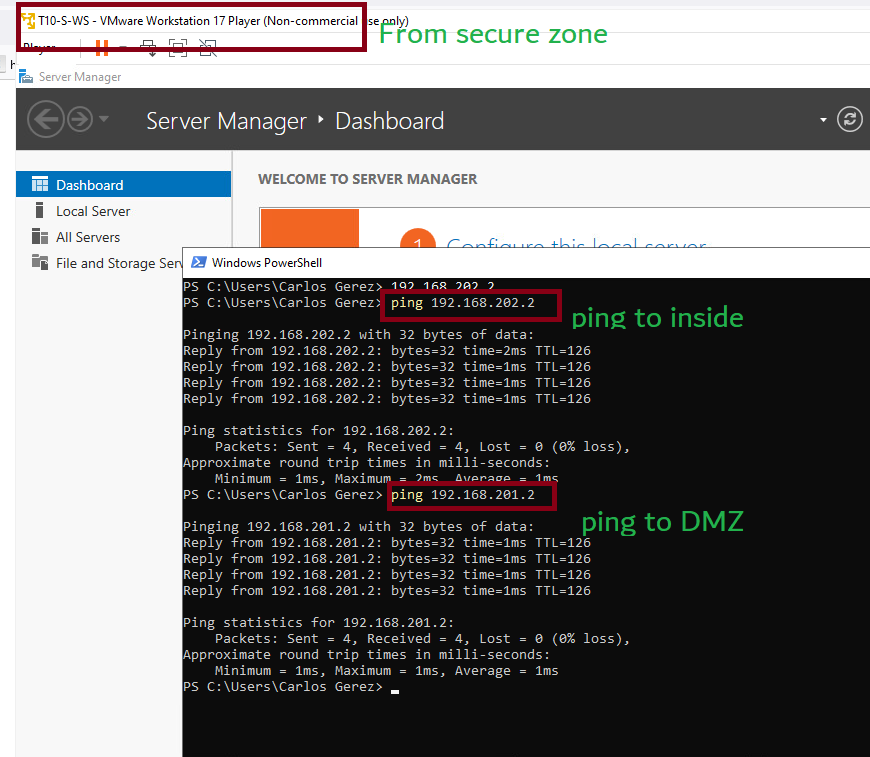 T10-S-WS - VMware Workstation 17 Player (Non-commercial use only)
From secure zone
Player
Server Manager
Server Manager ‣ Dashboard
Dashboard
WELCOME TO SERVER MANAGER
Local Server
All Servers
1 Configure this local server
File and Storage Serv
Windows PowerShell
PS C:\Users\Carlos Gerez> 192.168.202.2
PS C:\Users\Carlos Gerez> ping 192.168.202.2
ping to inside
Pinging 192.168.202.2 with 32 bytes of data:
Reply from 192.168.202.2: bytes=32 time=2ms TTL=126
Reply from 192.168.202.2: bytes=32 time=1ms TTL=126
Reply from 192.168.202.2: bytes=32 time=1ms TTL=126
Reply from 192.168.202.2: bytes=32 time=1ms TTL=126
Ping statistics for 192.168.202.2:
Packets: Sent = 4, Received = 4, Lost = 0 (0% loss),
Approximate round trip times in milli-seconds:
Minimum = 1ms, Maximum = 2ms, Average = 1ms
PS C:\Users\Carlos Gerez> ping 192.168.201.2
ping to DMZ
Pinging 192.168.201.2 with 32 bytes of data:
Reply from 192.168.201.2: bytes=32 time=1ms TTL=126
Reply from 192.168.201.2: bytes=32 time=1ms TTL=126
Reply from 192.168.201.2: bytes=32 time=1ms TTL=126
Reply from 192.168.201.2: bytes=32 time=1ms TTL=126
Ping statistics for 192.168.201.2:
Packets: Sent = 4, Received = 4, Lost = 0 (0% loss),
Approximate round trip times in milli-seconds:
Minimum = 1ms, Maximum = 1ms, Average = 1ms
PS C:\Users\Carlos Gerez>